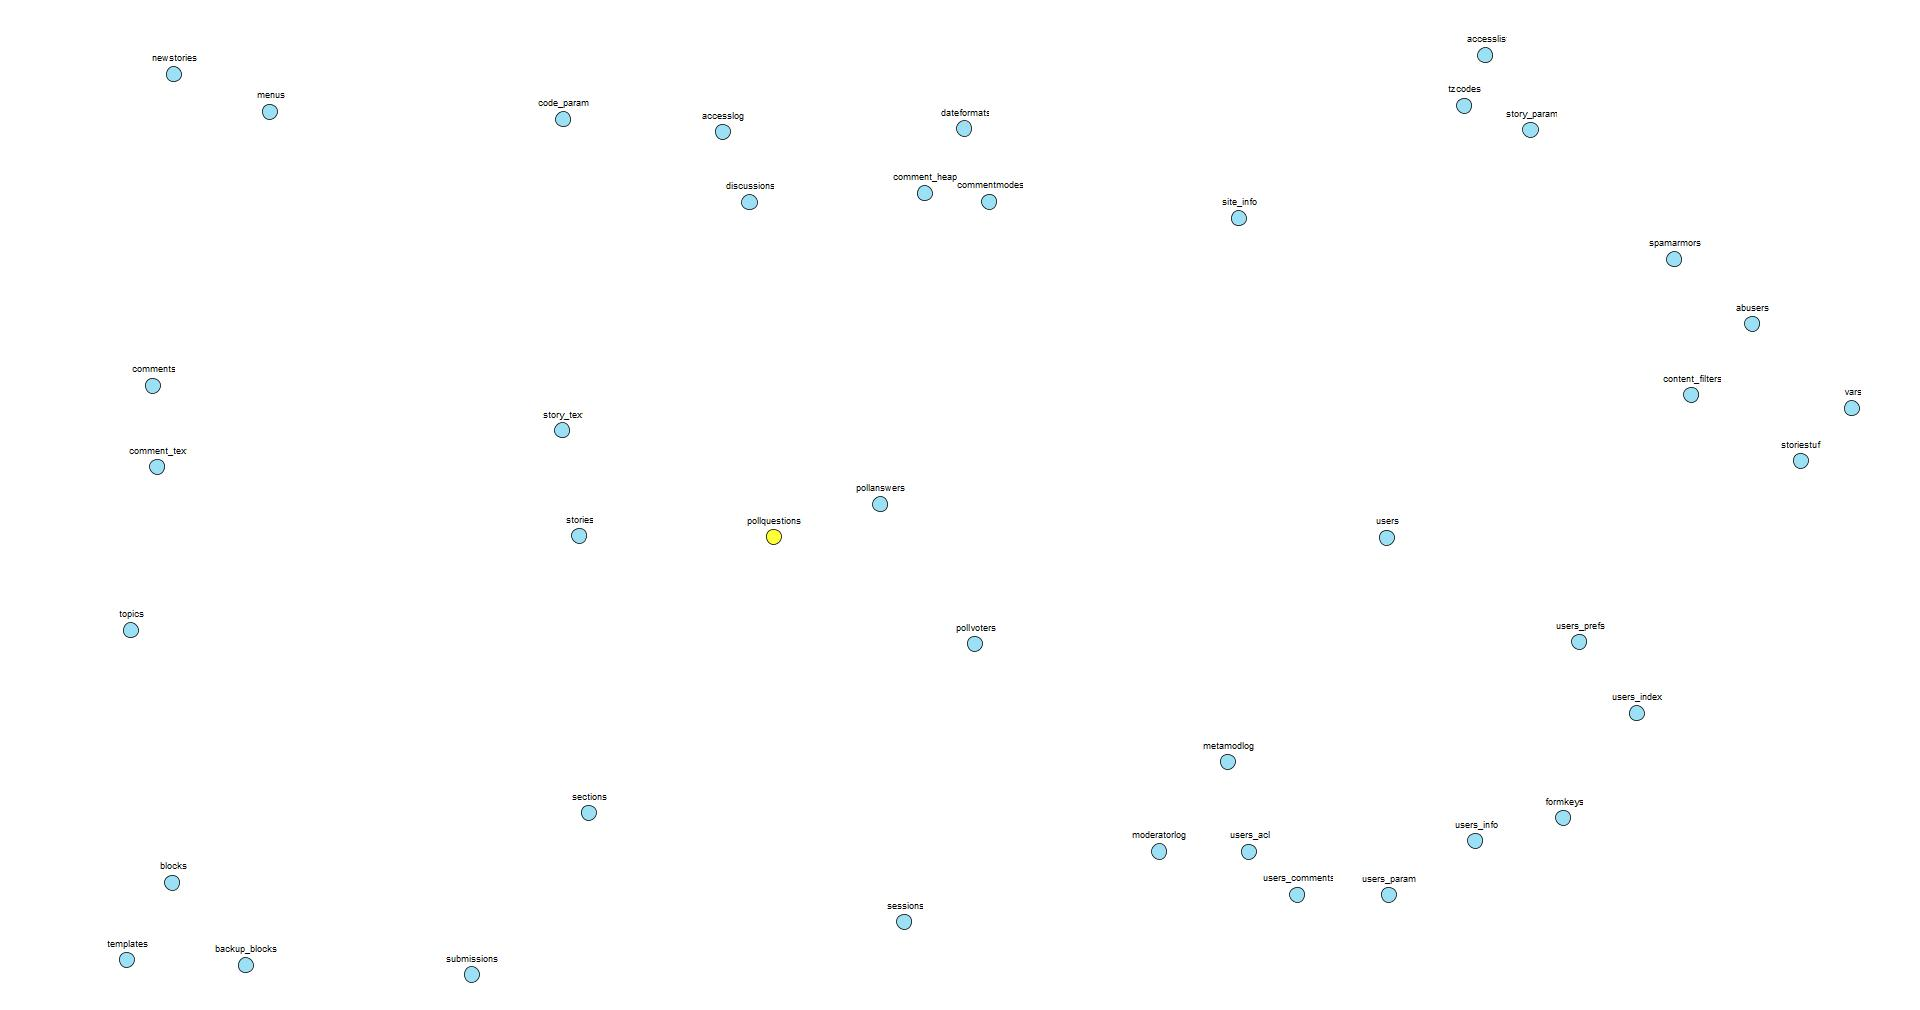 accesslis
newstories
tzcodes
menus
code_param
dateformats
story_param
accesslog
comment_heap
commentmodes
discussions
site_info
spamarmors
abusers
comments
content_filters
vars
story_tex
storiestuf
comment_tex
pollanswers
stories
pollquestions
users
topics
users_prefs
pollvoters
users_index
metamodlog
sections
formkeys
users_info
moderatorlog
users_acl
blocks
users_comments
users_param
sessions
templates
backup_blocks
submissions